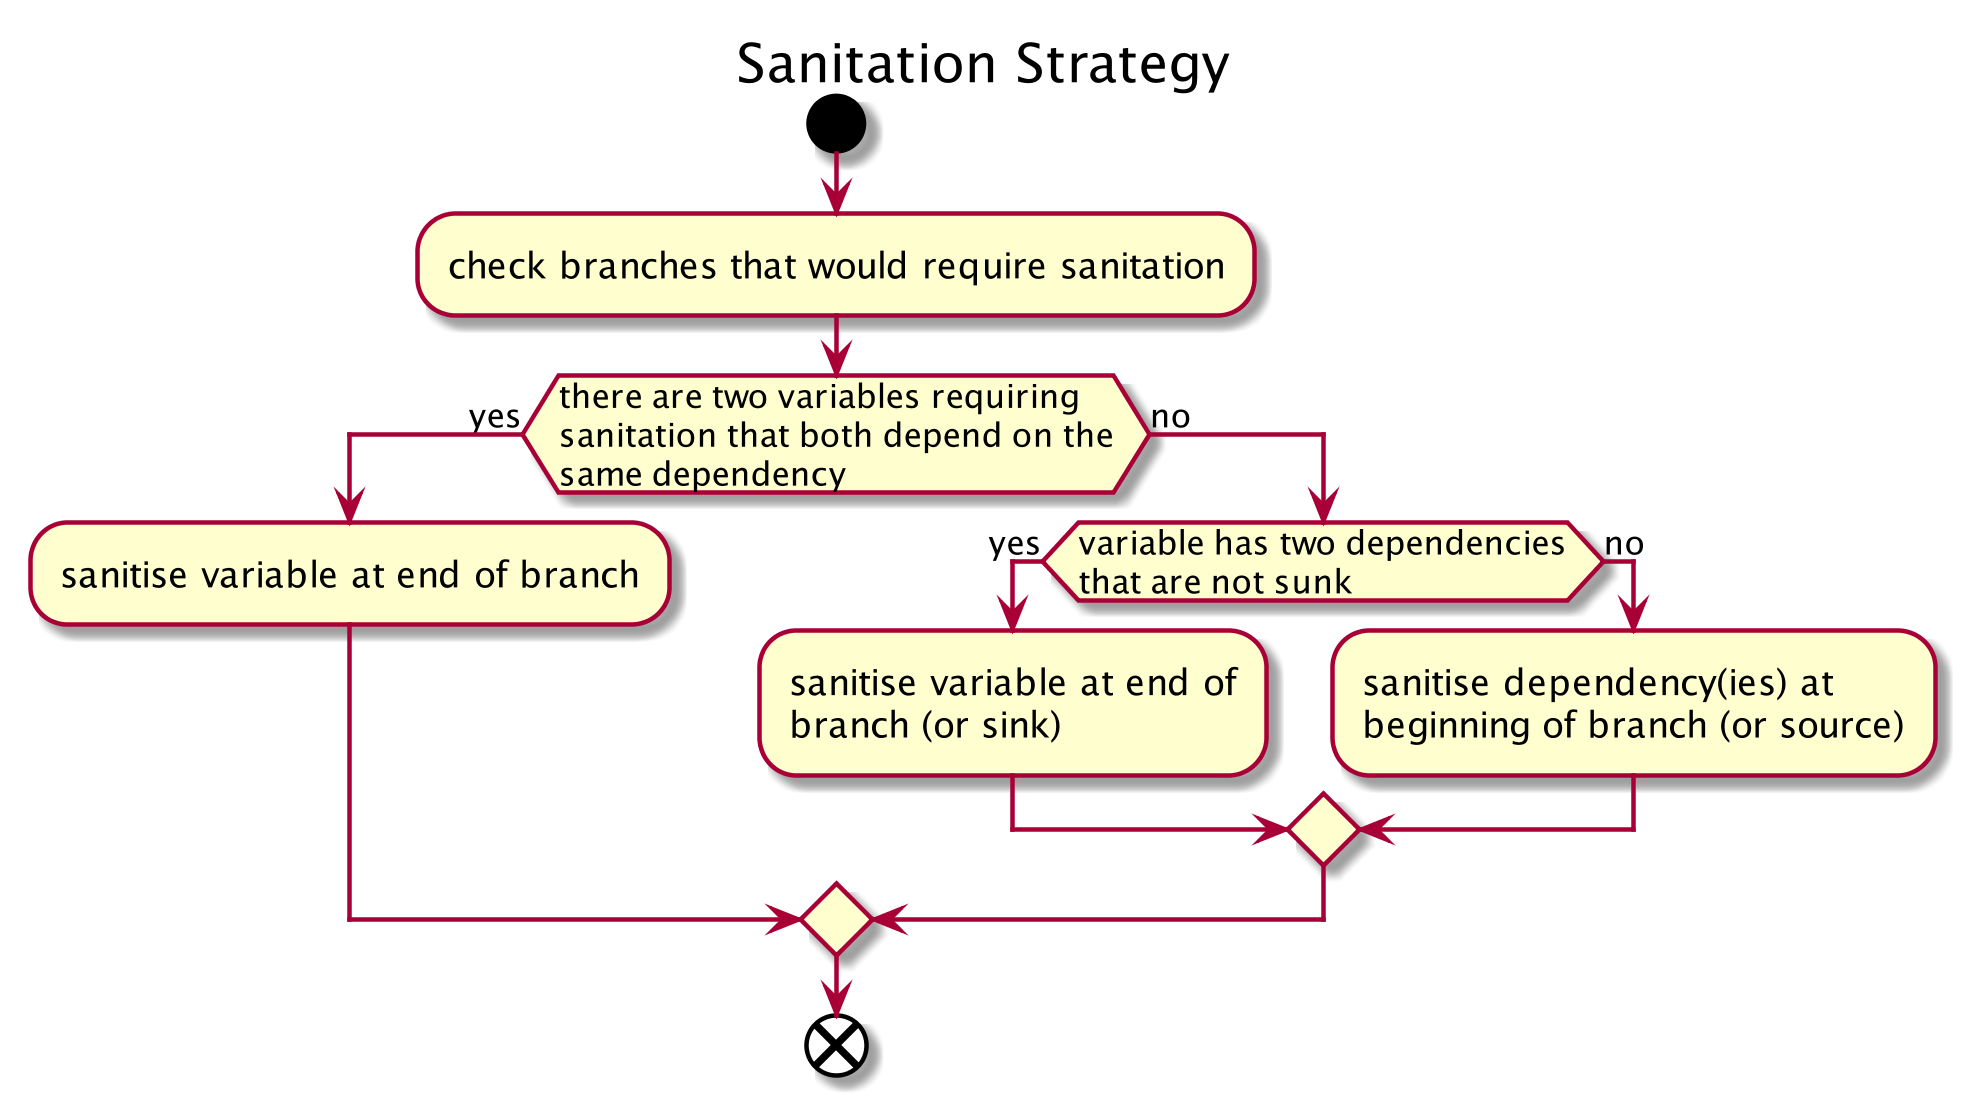 Sanitation Strategy
check branches that would require sanitation
yes
there are two variables requiring
sanitation that both depend on the
same dependency
no
sanitise variable at end of branch
yes
variable has two dependencies
that are not sunk
no
sanitise variable at end of
branch (or sink)
sanitise dependency(ies) at
beginning of branch (or source)